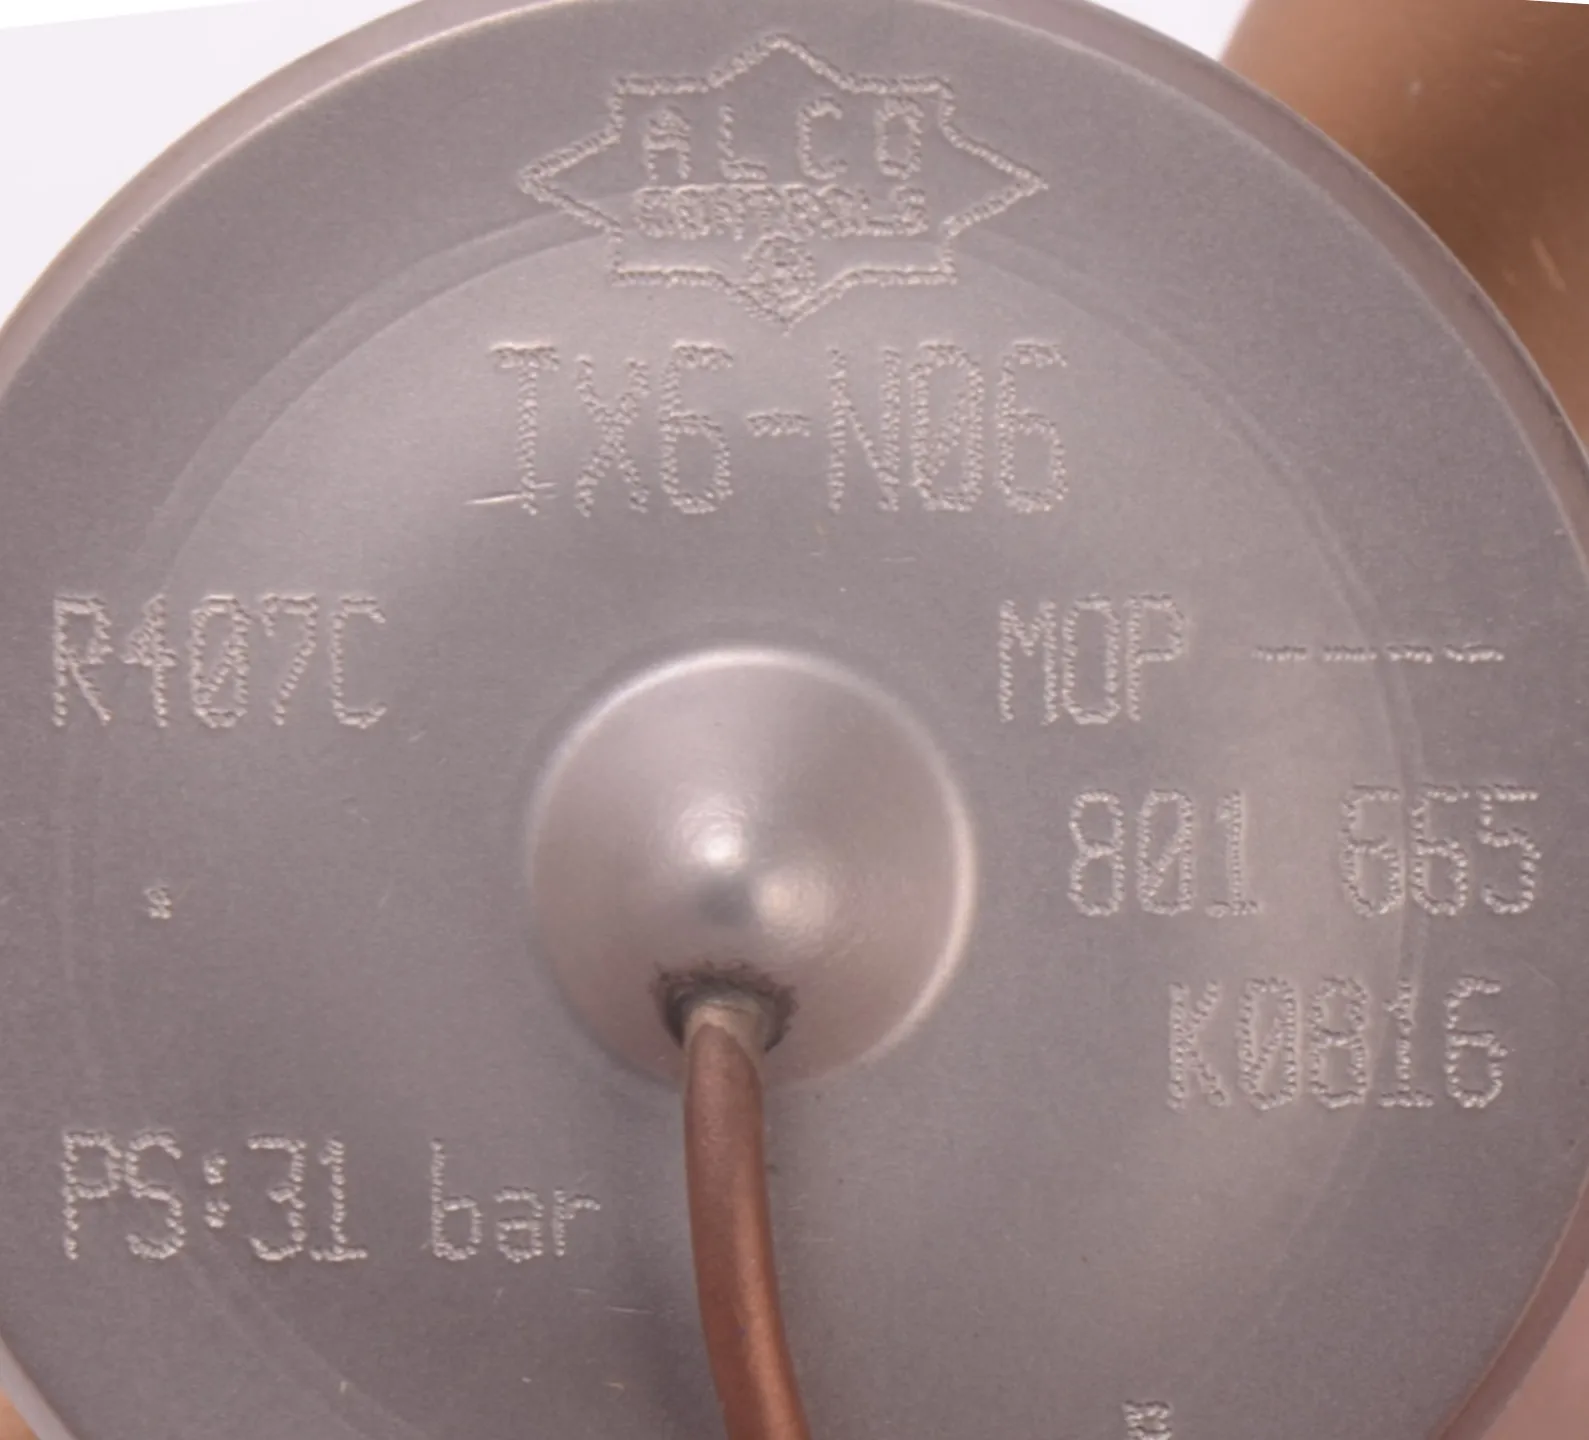 ALCO
CONTROLS
TX6-N06
R407C
MOP ----
801 665
K0816
PS:31 bar